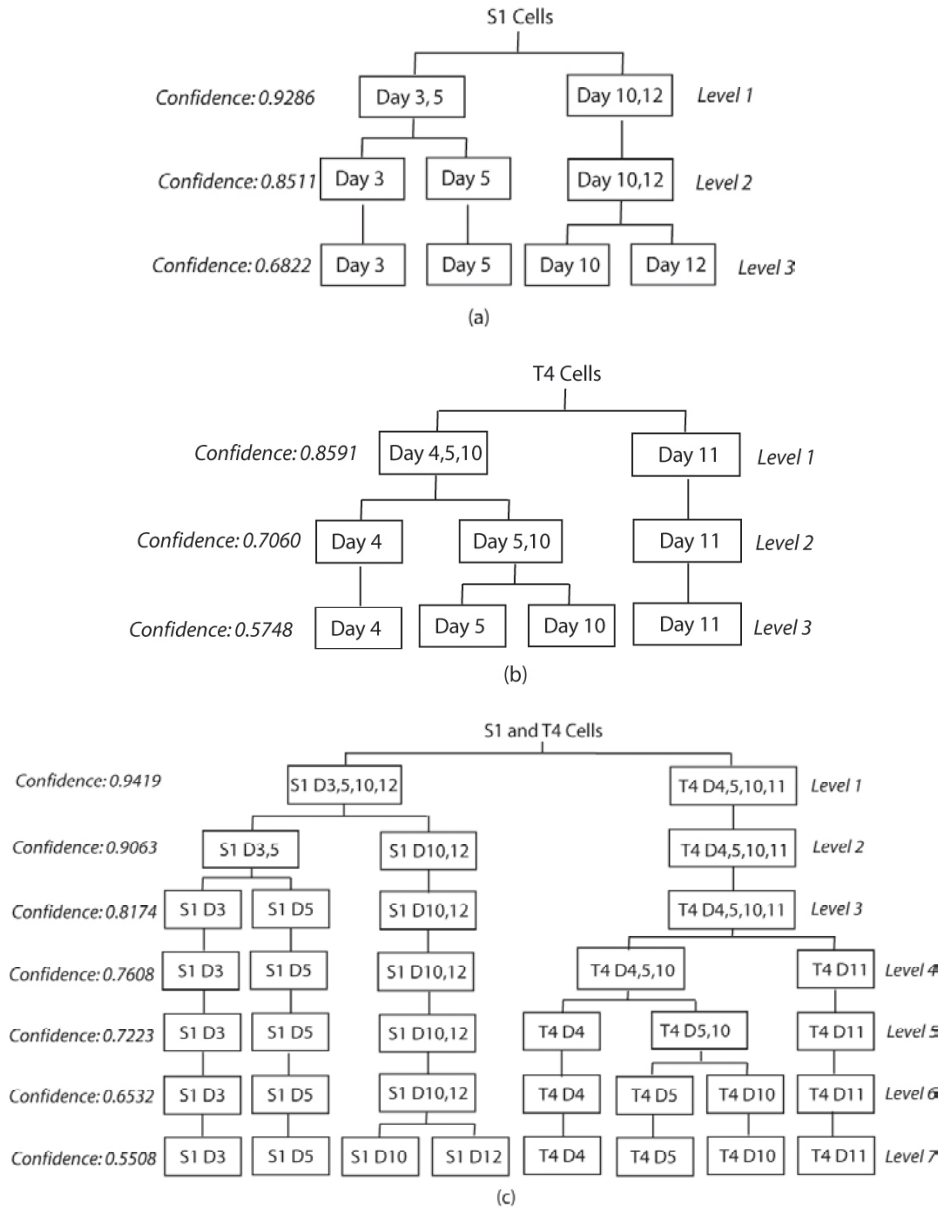 S1 Cells
Confidence: 0.9286 Day 3, 5 Day 10,12 Level 1
Confidence: 0.8511 Day 3 Day 5 Day 10,12 Level 2
Confidence: 0.6822 Day 3 Day 5 Day 10 Day 12 Level 3
(a)
T4 Cells
Confidence: 0.8591 Day 4,5,10 Day 11 Level 1
Confidence: 0.7060 Day 4 Day 5,10 Day 11 Level 2
Confidence: 0.5748 Day 4 Day 5 Day 10 Day 11 Level 3
(b)
S1 and T4 Cells
Confidence: 0.9419 S1 D3,5,10,12 T4 D4,5,10,11 Level 1
Confidence: 0.9063 S1 D3,5 S1 D10,12 T4 D4,5,10,11 Level 2
Confidence: 0.8174 S1 D3 S1 D5 S1 D10,12 T4 D4,5,10,11 Level 3
Confidence: 0.7608 S1 D3 S1 D5 S1 D10,12 T4 D4,5,10 T4 D11 Level 4
Confidence: 0.7223 S1 D3 S1 D5 S1 D10,12 T4 D4 T4 D5,10 T4 D11 Level 5
Confidence: 0.6532 S1 D3 S1 D5 S1 D10,12 T4 D4 T4 D5 T4 D10 T4 D11 Level 6
Confidence: 0.5508 S1 D3 S1 D5 S1 D10 S1 D12 T4 D4 T4 D5 T4 D10 T4 D11 Level 7
(c)